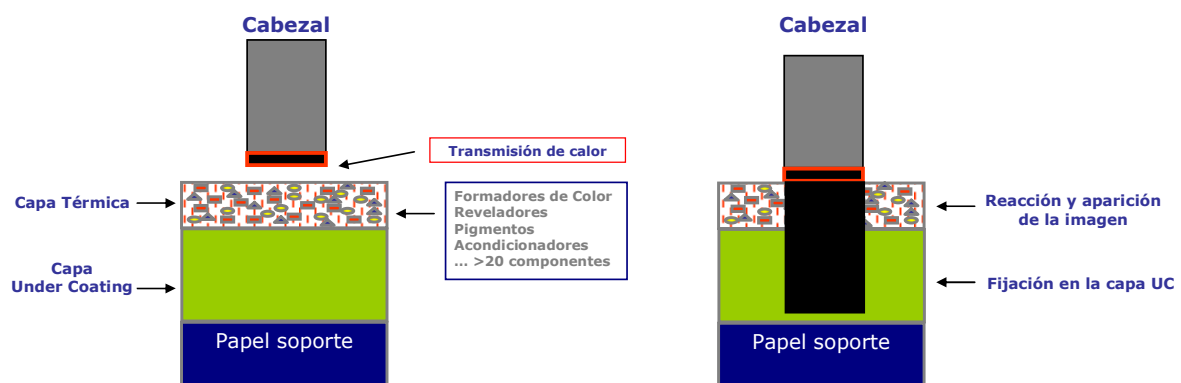 Cabezal
Transmisión de calor
Capa Térmica
Formadores de Color
Reveladores
Pigmentos
Acondicionadores
... >20 componentes
Capa
Under Coating
Papel soporte
Cabezal
Reacción y aparición
de la imagen
Fijación en la capa UC
Papel soporte